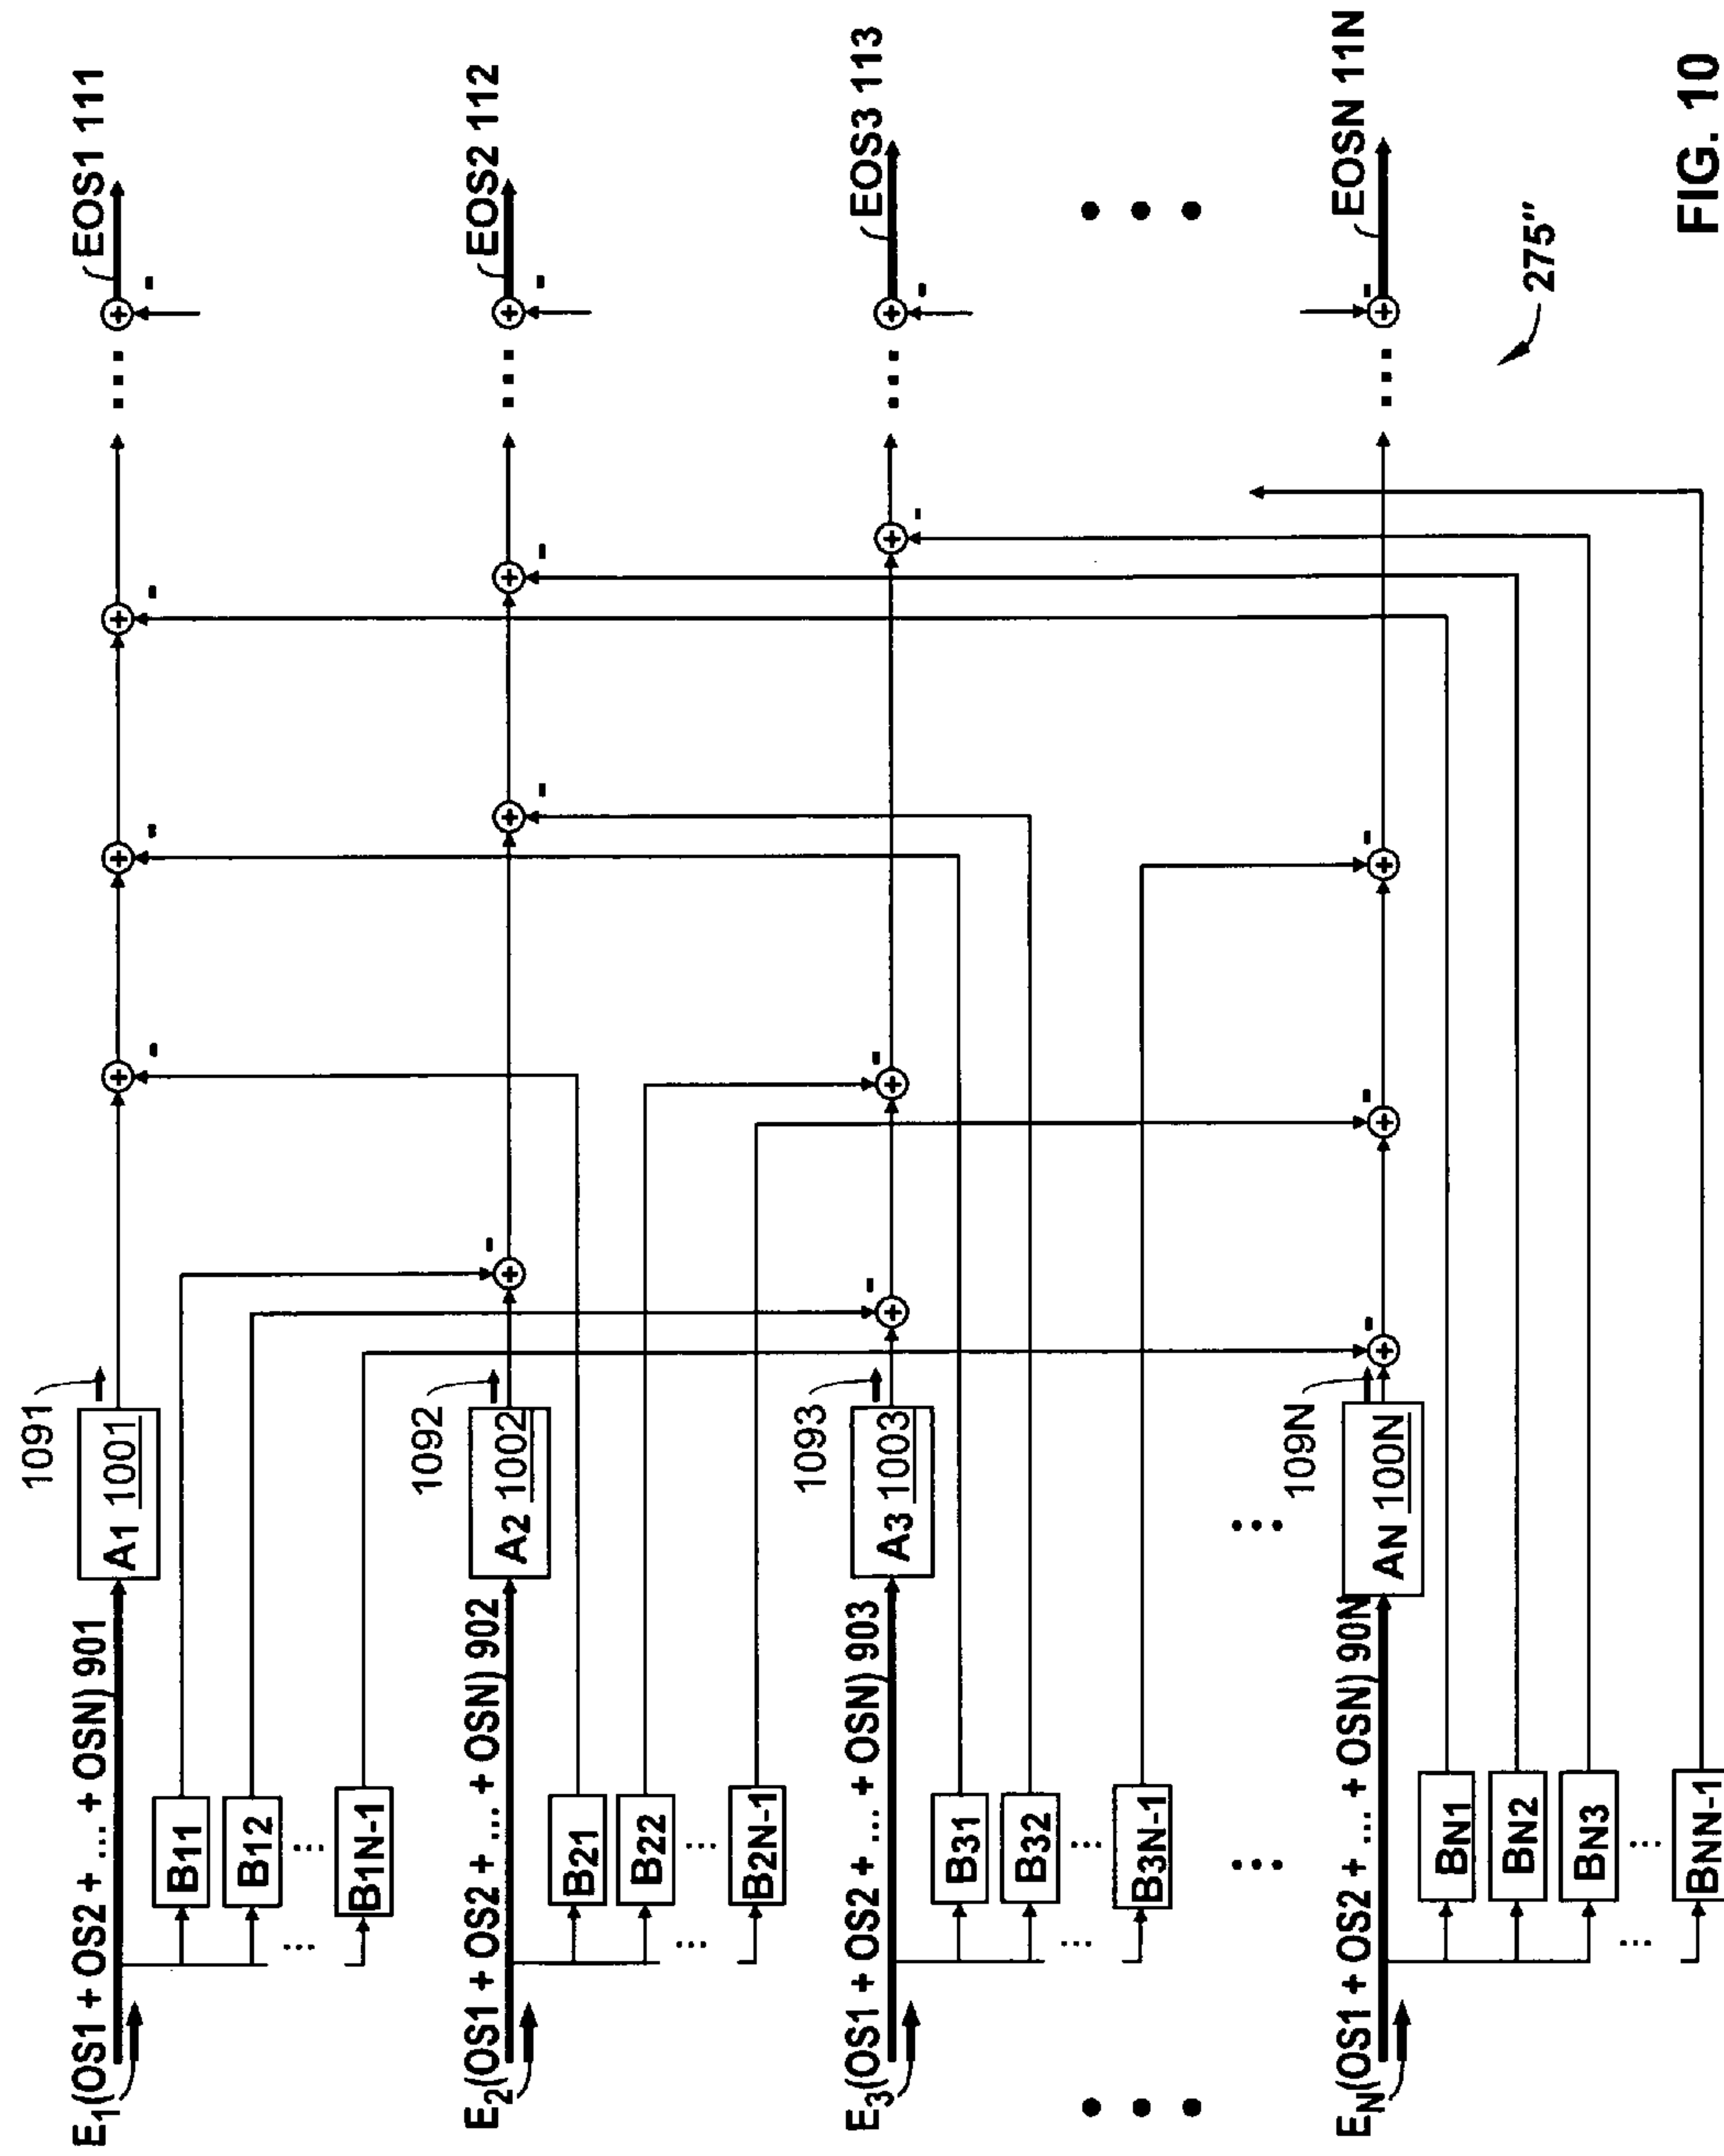 E1(OS1 + OS2 + ... + OSN) 901
A1 1001
1091
EOS1 111
B11
B12
...
B1N-1
E2(OS1 + OS2 + ... + OSN) 902
A2 1002
1092
EOS2 112
B21
B22
...
B2N-1
E3(OS1 + OS2 + ... + OSN) 903
A3 1003
1093
EOS3 113
B31
B32
...
B3N-1
EN(OS1 + OS2 + ... + OSN) 90N
AN 100N
109N
EOSN 11N
BN1
BN2
BN3
...
BNN-1
275"
FIG. 10